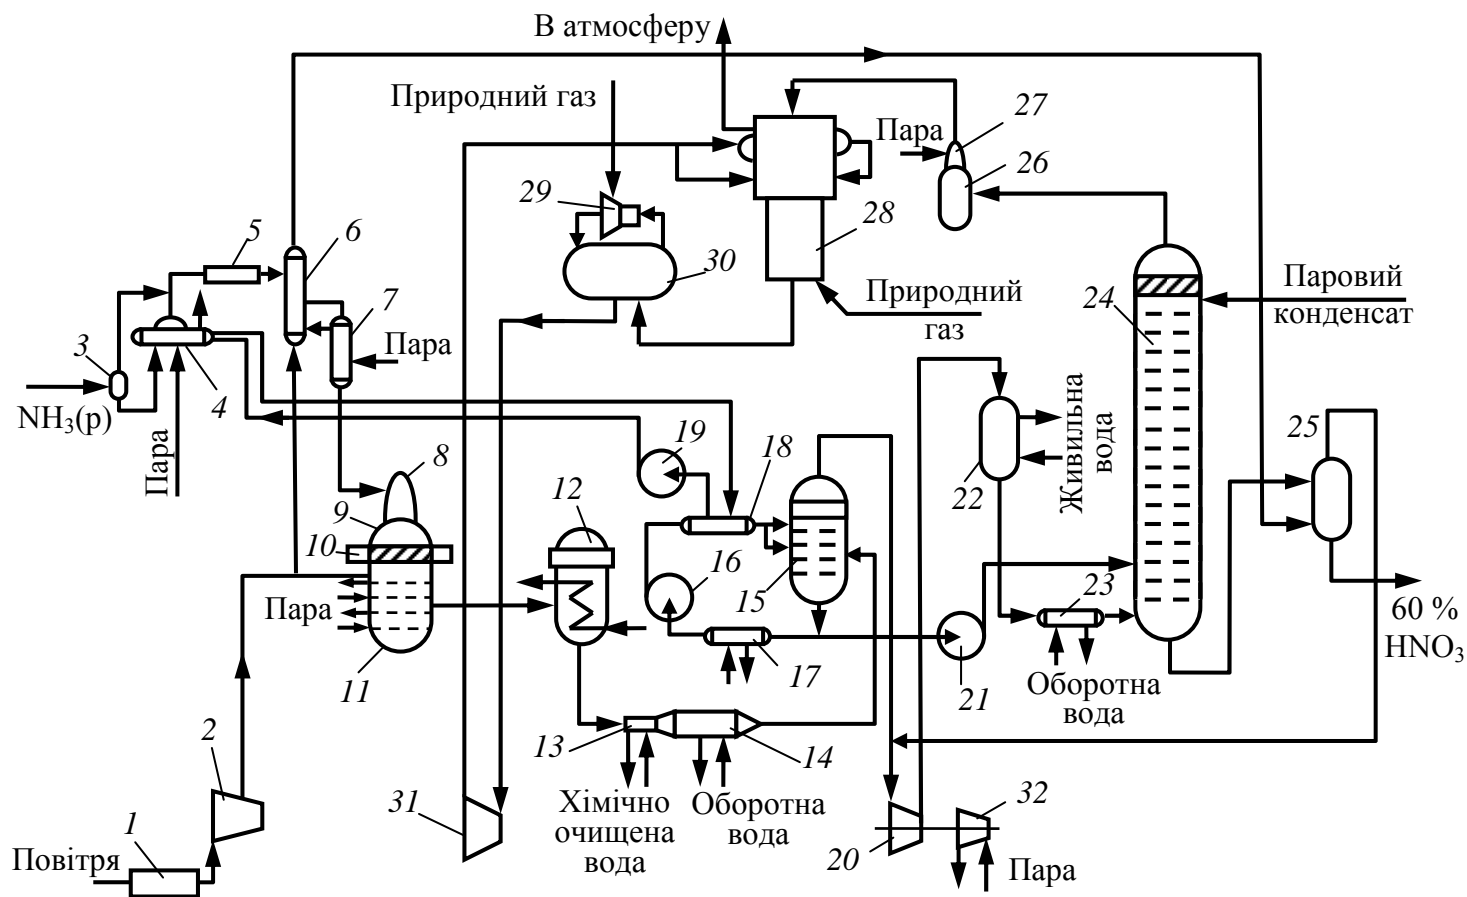 В атмосферу
Природний газ
27
Пара
26
29
28
5
6
30
7
Природний
газ
Паровий
конденсат
24
3
Пара
4
NH₃(р)
Пара
8
19
18
22
Живильна
вода
25
9
12
10
16
15
23
Пара
60 %
HNO₃
11
17
21
Оборотна
вода
2
13
14
31
Хімічно
очищена
вода
Оборотна
вода
32
1
20
Повітря
Пара